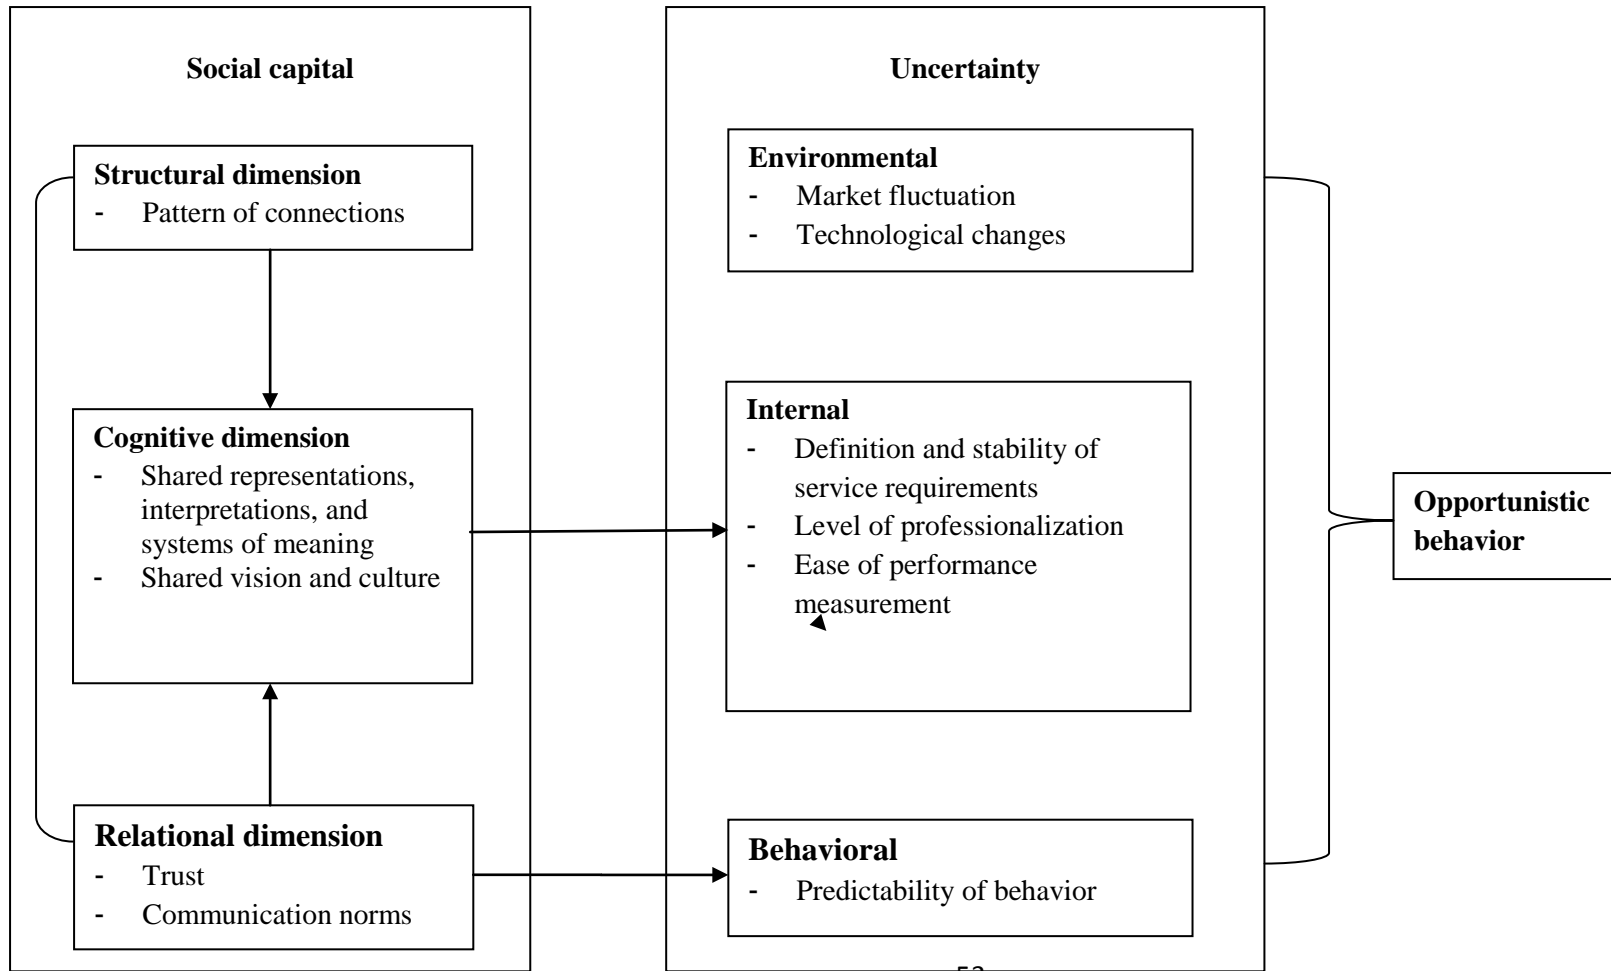 Social capital
Structural dimension
- Pattern of connections
Cognitive dimension
- Shared representations,
interpretations, and
systems of meaning
- Shared vision and culture
Relational dimension
- Trust
- Communication norms
Uncertainty
Environmental
- Market fluctuation
- Technological changes
Internal
- Definition and stability of
service requirements
- Level of professionalization
- Ease of performance
measurement
Behavioral
- Predictability of behavior
Opportunistic
behavior